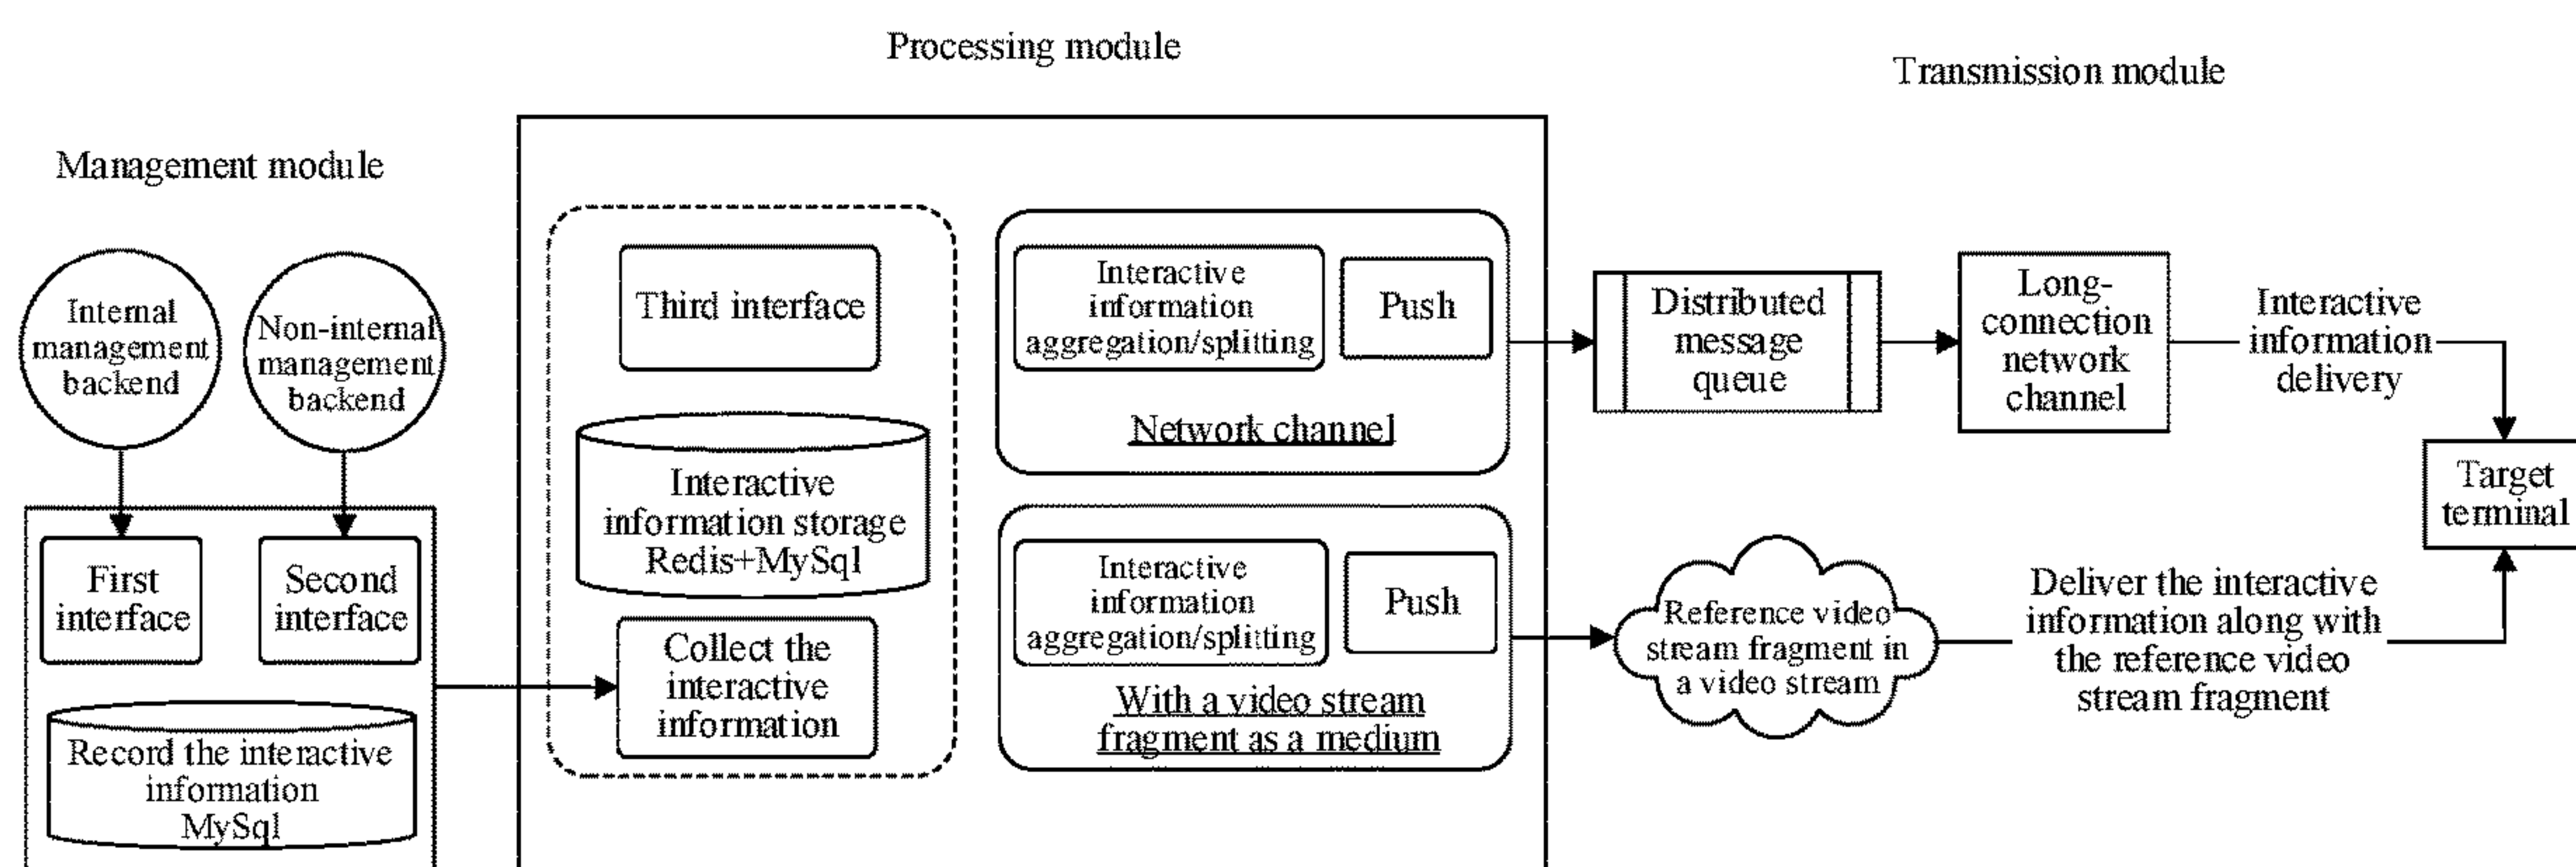 Processing module
Transmission module
Management module
Internal
management
backend
Non-internal
management
backend
First
interface
Second
interface
Record the interactive
information
MySql
Third interface
Interactive
information storage
Redis+MySql
Collect the
interactive
information
Interactive
information
aggregation/splitting
Push
Network channel
Interactive
information
aggregation/splitting
Push
With a video stream
fragment as a medium
Distributed
message
queue
Long-
connection
network
channel
Interactive
information
delivery
Reference video
stream fragment in
a video stream
Deliver the interactive
information along with
the reference video
stream fragment
Target
terminal